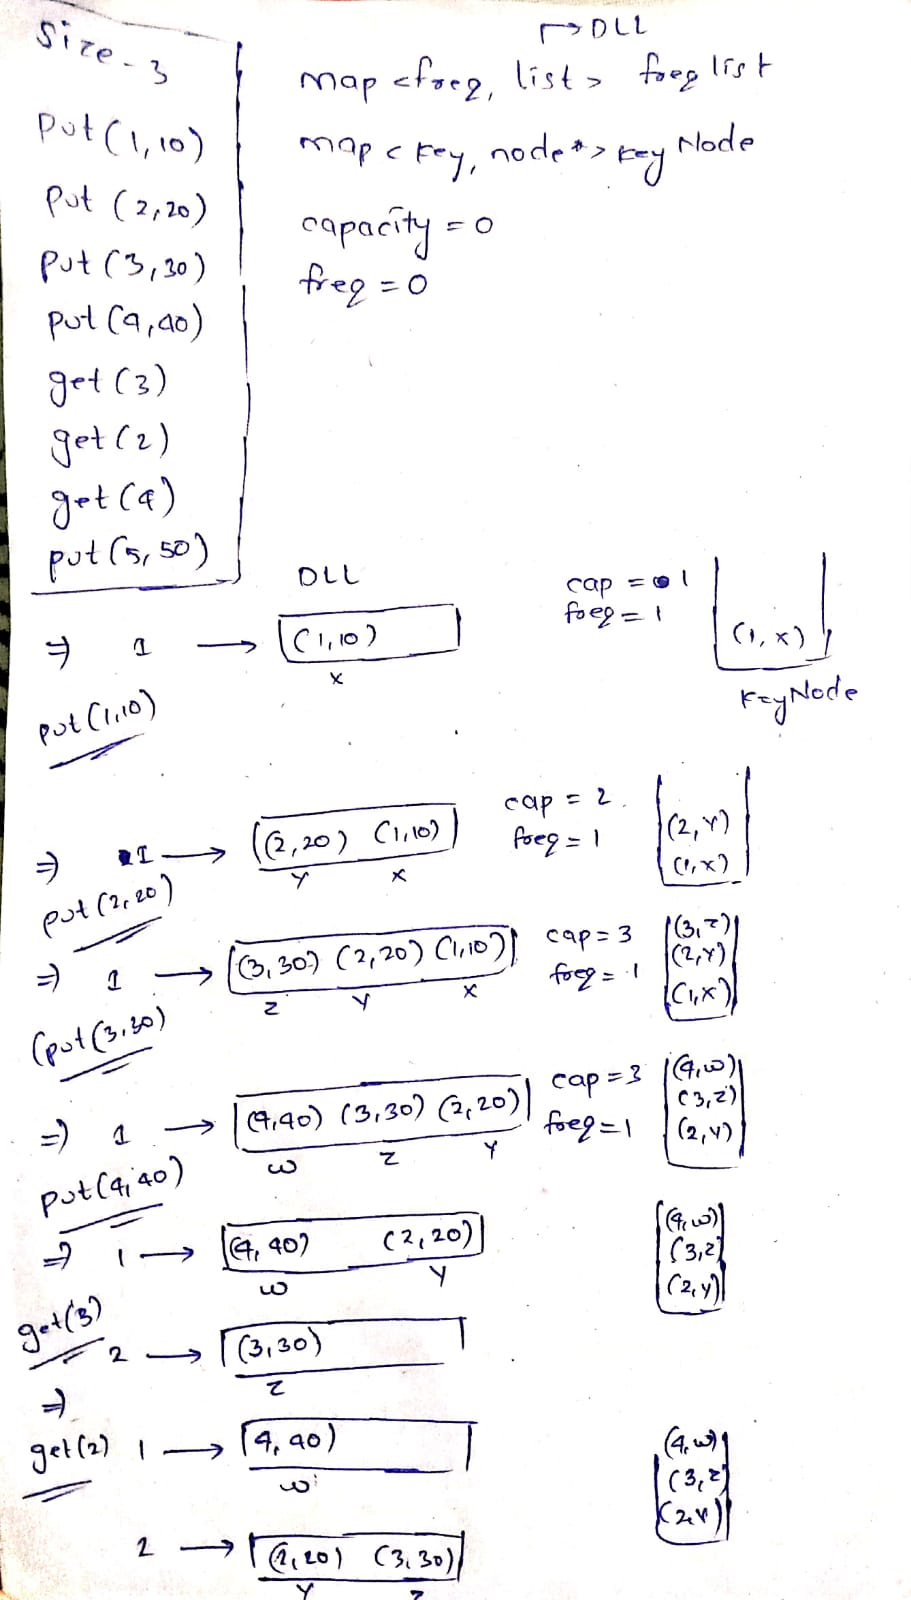 Size - 3
put (1,10)
put (2,20)
put (3,30)
put (4,40)
get (3)
get (2)
get (4)
put (5,50)
→ DLL
map <freq, list> freq list
map < key, node*> key Node
capacity = 0
freq = 0
DLL
cap = 1
freq = 1
⇒ 1 → (1,10)
x
(1, x)
KeyNode
put (1,10)
cap = 2
freq = 1
⇒ 1 → (2,20) (1,10)
y x
(2,y)
(1,x)
put (2,20)
cap = 3
freq = 1
⇒ 1 → (3,30) (2,20) (1,10)
z y x
(3,z)
(2,y)
(1,x)
(put (3,30)
cap = 3
freq = 1
⇒ 1 → (4,40) (3,30) (2,20)
w z y
(4,w)
(3,z)
(2,y)
put (4,40)
⇒ 1 → (4,40) (2,20)
w y
(4,w)
(3,z)
(2,y)
get (3)
2 → (3,30)
z
⇒
get (2) 1 → (4,40)
w
(4,w)
(3,z)
(2,y)
2 → (2,20) (3,30)
y z